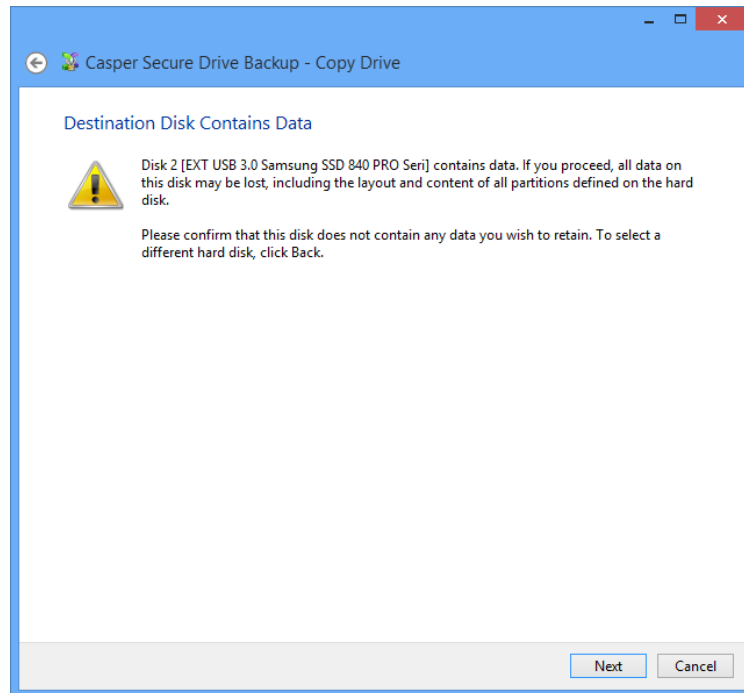 Casper Secure Drive Backup - Copy Drive
Destination Disk Contains Data
Disk 2 [EXT USB 3.0 Samsung SSD 840 PRO Seri] contains data. If you proceed, all data on
this disk may be lost, including the layout and content of all partitions defined on the hard
disk.
Please confirm that this disk does not contain any data you wish to retain. To select a
different hard disk, click Back.
Next
Cancel